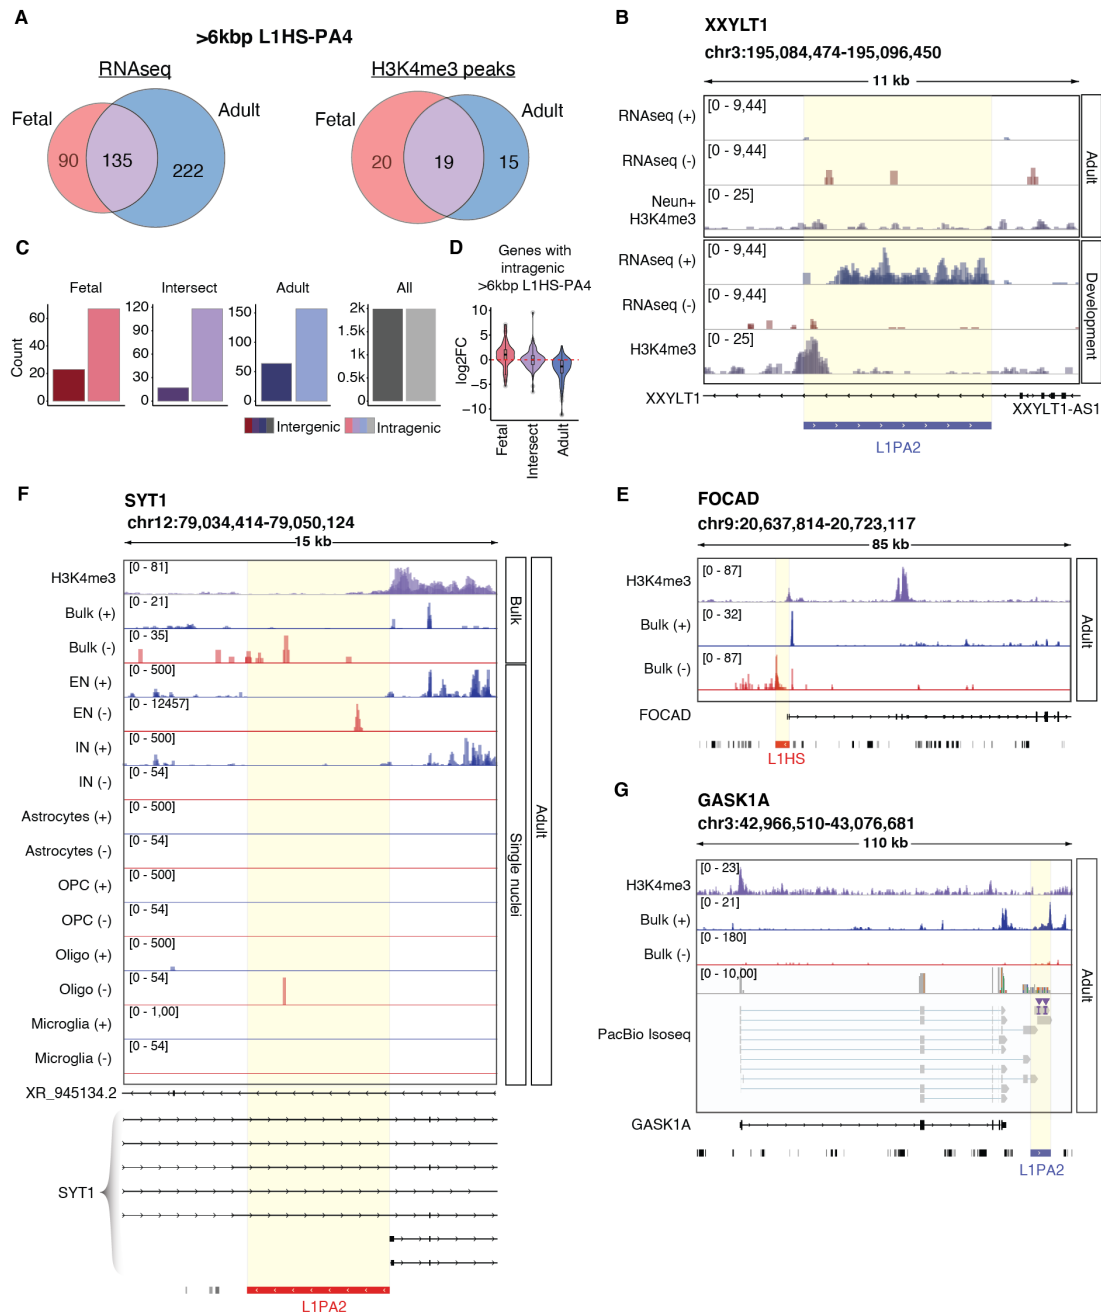 A
>6kbp L1HS-PA4
RNAseq
H3K4me3 peaks
Fetal
Adult
90
135
222
Fetal
Adult
20
19
15
B
XXYLT1
chr3:195,084,474-195,096,450
11 kb
RNAseq (+)
[0 - 9,44]
RNAseq (-)
[0 - 9,44]
Neun+
H3K4me3
[0 - 25]
Adult
RNAseq (+)
[0 - 9,44]
RNAseq (-)
[0 - 9,44]
H3K4me3
[0 - 25]
Development
XXYLT1
XXYLT1-AS1
L1PA2
C
Fetal
Intersect
Adult
All
Count
60
40
20
0
120
90
60
30
0
150
100
50
0
2k
1.5k
1k
0.5k
0
Intergenic
Intragenic
D
Genes with
intragenic
>6kbp L1HS-PA4
log2FC
10
5
0
−5
−10
Fetal
Intersect
Adult
F
SYT1
chr12:79,034,414-79,050,124
15 kb
H3K4me3
[0 - 81]
Bulk (+)
[0 - 21]
Bulk (-)
[0 - 35]
Bulk
EN (+)
[0 - 500]
EN (-)
[0 - 12457]
IN (+)
[0 - 500]
IN (-)
[0 - 54]
Astrocytes (+)
[0 - 500]
Astrocytes (-)
[0 - 54]
OPC (+)
[0 - 500]
OPC (-)
[0 - 54]
Oligo (+)
[0 - 500]
Oligo (-)
[0 - 54]
Microglia (+)
[0 - 1,00]
Microglia (-)
[0 - 54]
Single nuclei
Adult
XR_945134.2
SYT1
L1PA2
E
FOCAD
chr9:20,637,814-20,723,117
85 kb
H3K4me3
[0 - 87]
Bulk (+)
[0 - 32]
Bulk (-)
[0 - 87]
Adult
FOCAD
L1HS
G
GASK1A
chr3:42,966,510-43,076,681
110 kb
H3K4me3
[0 - 23]
Bulk (+)
[0 - 21]
Bulk (-)
[0 - 180]
[0 - 10,00]
PacBio Isoseq
Adult
GASK1A
L1PA2